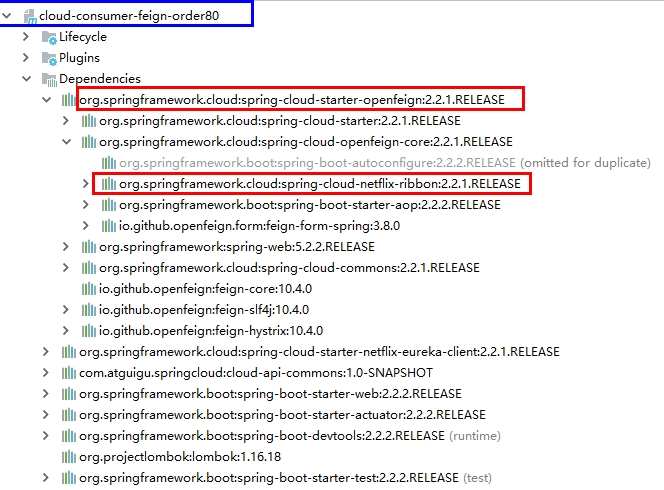 cloud-consumer-feign-order80
Lifecycle
Plugins
Dependencies
org.springframework.cloud:spring-cloud-starter-openfeign:2.2.1.RELEASE
org.springframework.cloud:spring-cloud-starter:2.2.1.RELEASE
org.springframework.cloud:spring-cloud-openfeign-core:2.2.1.RELEASE
org.springframework.boot:spring-boot-autoconfigure:2.2.2.RELEASE (omitted for duplicate)
org.springframework.cloud:spring-cloud-netflix-ribbon:2.2.1.RELEASE
org.springframework.boot:spring-boot-starter-aop:2.2.2.RELEASE
io.github.openfeign.form:feign-form-spring:3.8.0
org.springframework:spring-web:5.2.2.RELEASE
org.springframework.cloud:spring-cloud-commons:2.2.1.RELEASE
io.github.openfeign:feign-core:10.4.0
io.github.openfeign:feign-slf4j:10.4.0
io.github.openfeign:feign-hystrix:10.4.0
org.springframework.cloud:spring-cloud-starter-netflix-eureka-client:2.2.1.RELEASE
com.atguigu.springcloud:cloud-api-commons:1.0-SNAPSHOT
org.springframework.boot:spring-boot-starter-web:2.2.2.RELEASE
org.springframework.boot:spring-boot-starter-actuator:2.2.2.RELEASE
org.springframework.boot:spring-boot-devtools:2.2.2.RELEASE (runtime)
org.projectlombok:lombok:1.16.18
org.springframework.boot:spring-boot-starter-test:2.2.2.RELEASE (test)